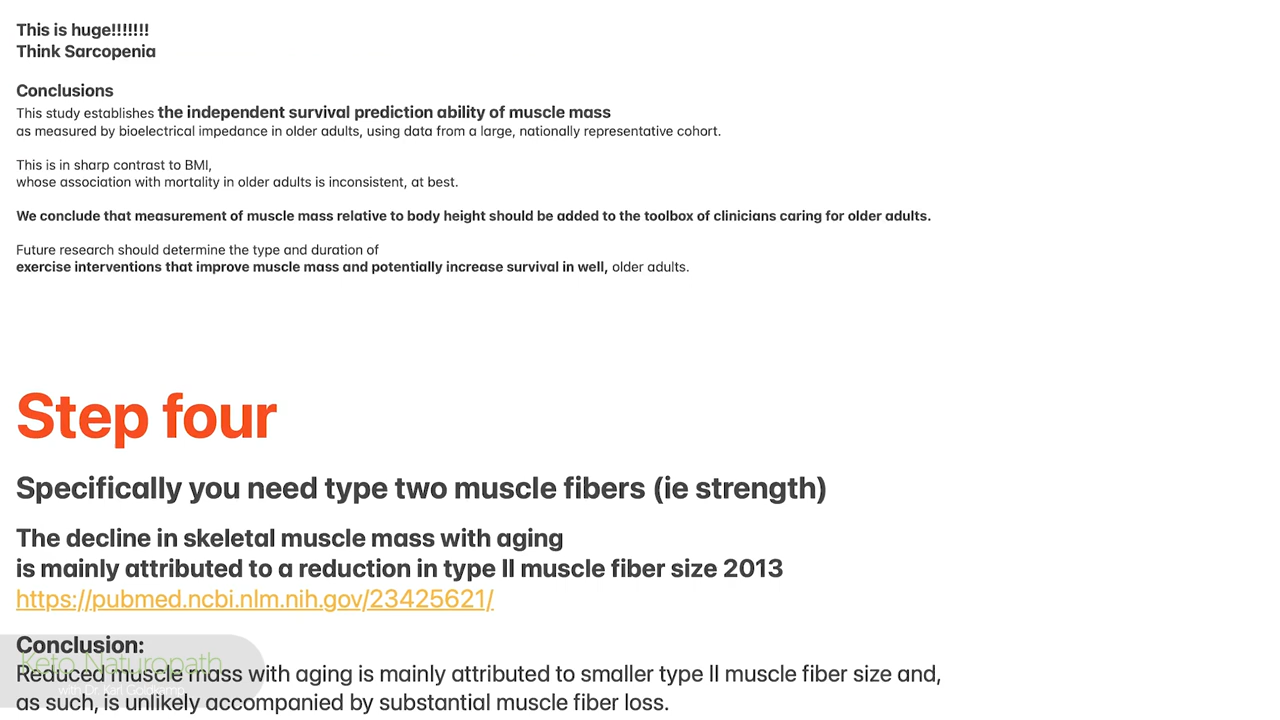 This is huge!!!!!!!
Think Sarcopenia
Conclusions
This study establishes the independent survival prediction ability of muscle mass
as measured by bioelectrical impedance in older adults, using data from a large, nationally representative cohort.
This is in sharp contrast to BMI,
whose association with mortality in older adults is inconsistent, at best.
We conclude that measurement of muscle mass relative to body height should be added to the toolbox of clinicians caring for older adults.
Future research should determine the type and duration of
exercise interventions that improve muscle mass and potentially increase survival in well, older adults.
Step four
Specifically you need type two muscle fibers (ie strength)
The decline in skeletal muscle mass with aging
is mainly attributed to a reduction in type II muscle fiber size 2013
https://pubmed.ncbi.nlm.nih.gov/23425621/
Conclusion:
Keto Naturopath
Reduced muscle mass with aging is mainly attributed to smaller type II muscle fiber size and,
with Dr. Karl Goldkamp
as such, is unlikely accompanied by substantial muscle fiber loss.